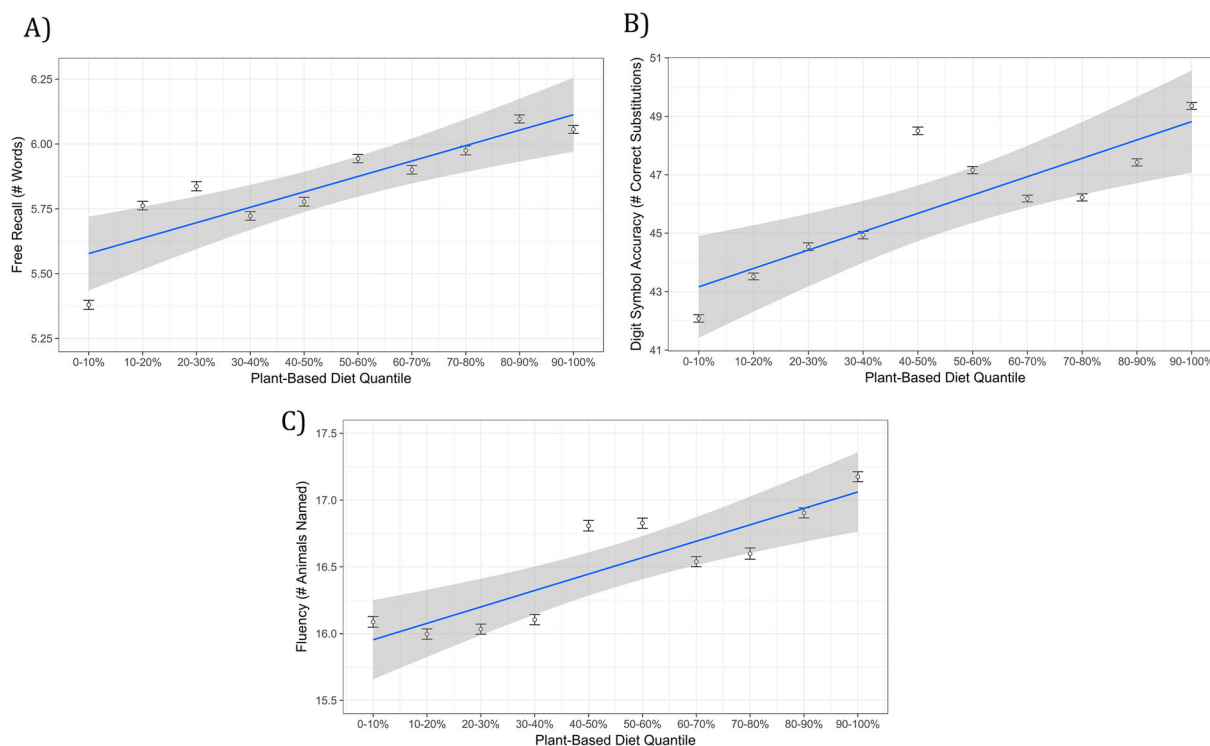 A)
Free Recall (# Words)
6.25
6.00
5.75
5.50
5.25
0-10% 10-20% 20-30% 30-40% 40-50% 50-60% 60-70% 70-80% 80-90% 90-100%
Plant-Based Diet Quantile
B)
Digit Symbol Accuracy (# Correct Substitutions)
51
49
47
45
43
41
0-10% 10-20% 20-30% 30-40% 40-50% 50-60% 60-70% 70-80% 80-90% 90-100%
Plant-Based Diet Quantile
C)
Fluency (# Animals Named)
17.5
17.0
16.5
16.0
15.5
0-10% 10-20% 20-30% 30-40% 40-50% 50-60% 60-70% 70-80% 80-90% 90-100%
Plant-Based Diet Quantile